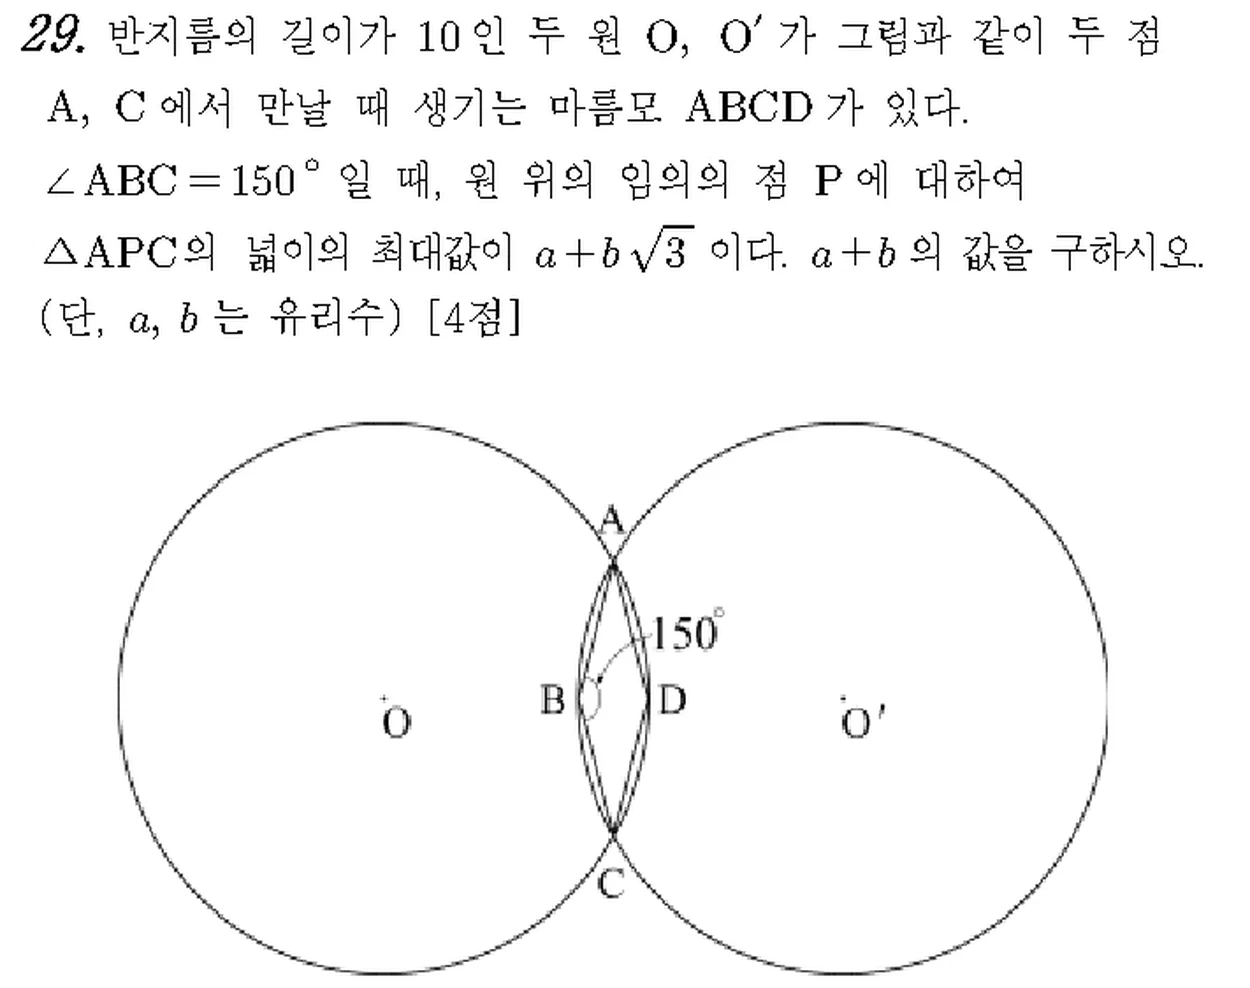 29. 반지름의 길이가 10인 두 원 O, O′가 그림과 같이 두 점
A, C에서 만날 때 생기는 마름모 ABCD가 있다.
∠ABC=150°일 때, 원 위의 임의의 점 P에 대하여
△APC의 넓이의 최대값이 a+b√3 이다. a+b의 값을 구하시오.
(단, a, b는 유리수) [4점]
A
150°
B
D
O
O′
C